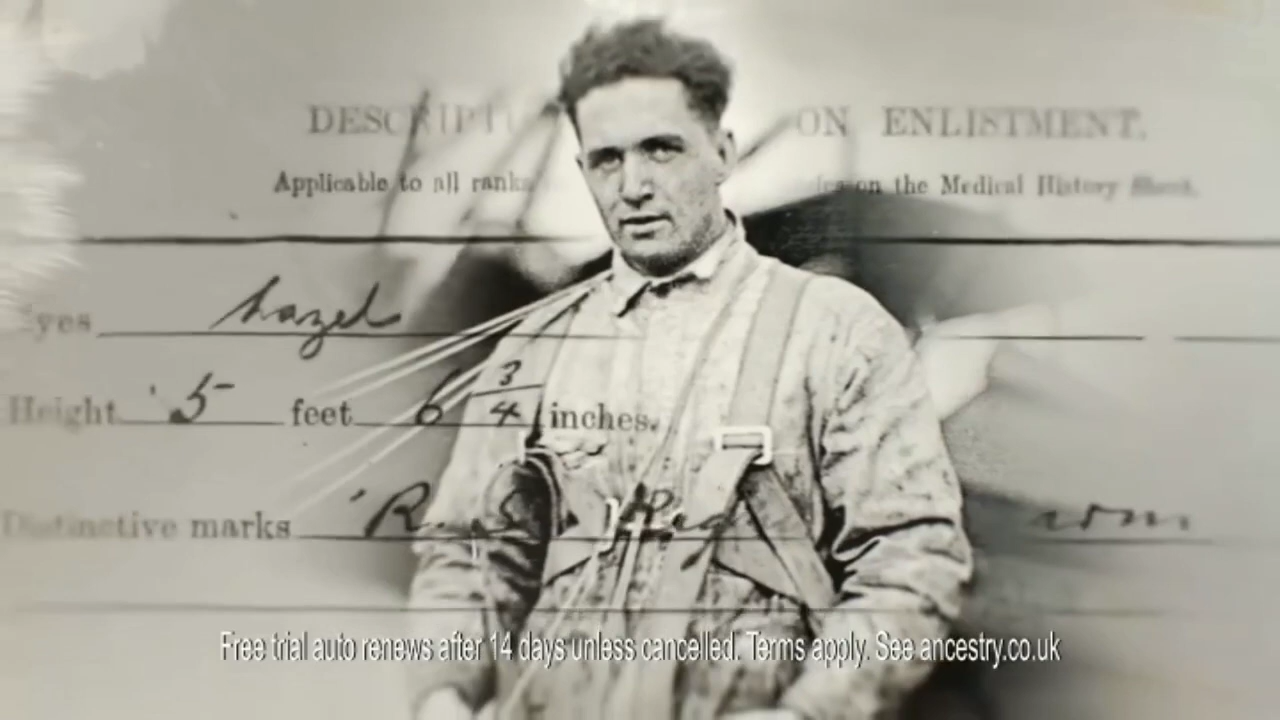 ON ENLISTMENT.
Applicable to all ranks on the Medical History Sheet.
Eyes hazel
Height 5 feet 6 3/4 inches.
Distinctive marks R.
Free trial auto renews after 14 days unless cancelled. Terms apply. See ancestry.co.uk